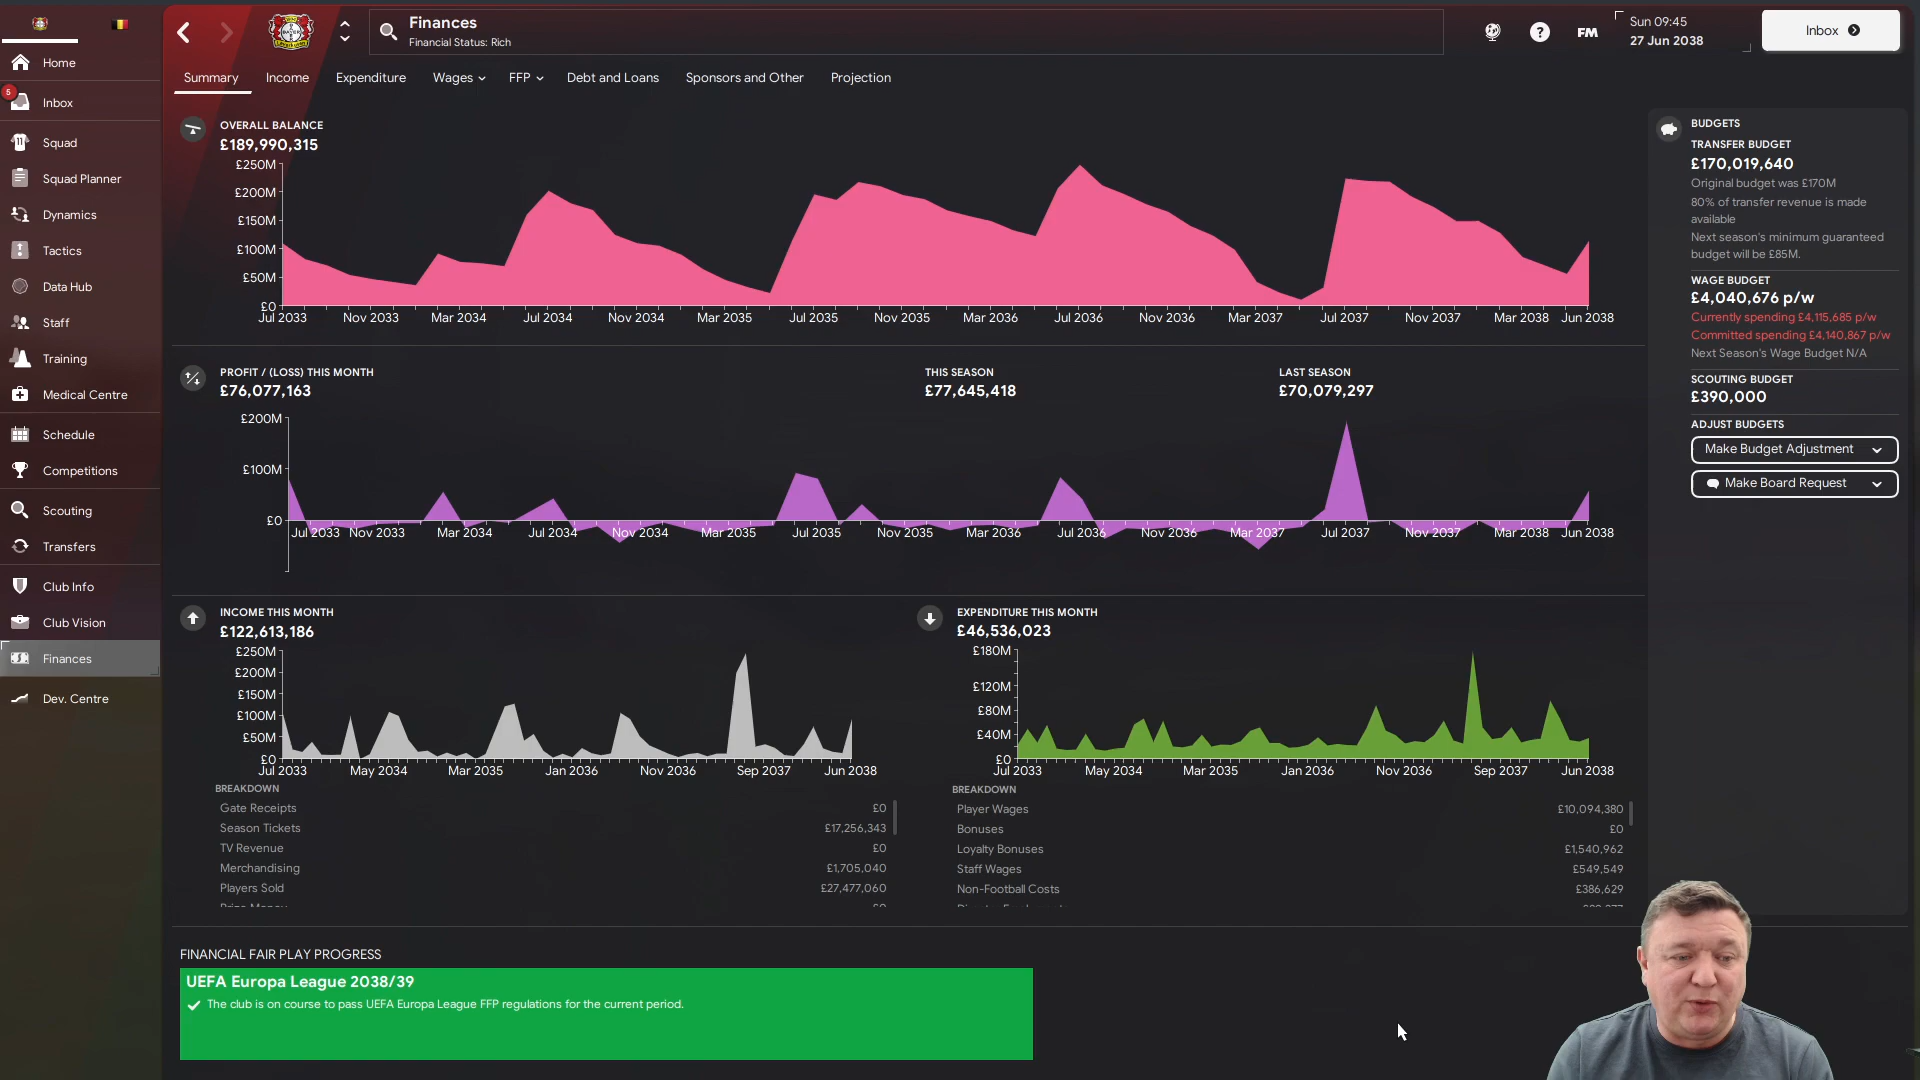 Finances
Financial Status: Rich
FM
Sun 09:45
27 Jun 2038
Inbox
Home
5
Inbox
Squad
Squad Planner
Dynamics
Tactics
Data Hub
Staff
Training
Medical Centre
Schedule
Competitions
Scouting
Transfers
Club Info
Club Vision
Finances
Dev. Centre
Summary
Income
Expenditure
Wages
FFP
Debt and Loans
Sponsors and Other
Projection
OVERALL BALANCE
£189,990,315
£250M
£200M
£150M
£100M
£50M
£0
Jul 2033 Nov 2033 Mar 2034 Jul 2034 Nov 2034 Mar 2035 Jul 2035 Nov 2035 Mar 2036 Jul 2036 Nov 2036 Mar 2037 Jul 2037 Nov 2037 Mar 2038 Jun 2038
PROFIT / (LOSS) THIS MONTH
£76,077,163
THIS SEASON
£77,645,418
LAST SEASON
£70,079,297
£200M
£100M
£0
Jul 2033 Nov 2033 Mar 2034 Jul 2034 Nov 2034 Mar 2035 Jul 2035 Nov 2035 Mar 2036 Jul 2036 Nov 2036 Mar 2037 Jul 2037 Nov 2037 Mar 2038 Jun 2038
INCOME THIS MONTH
£122,613,186
£250M
£200M
£150M
£100M
£50M
£0
Jul 2033 May 2034 Mar 2035 Jan 2036 Nov 2036 Sep 2037 Jun 2038
BREAKDOWN
Gate Receipts £0
Season Tickets £17,256,343
TV Revenue £0
Merchandising £1,705,040
Players Sold £27,477,060
EXPENDITURE THIS MONTH
£46,536,023
£180M
£120M
£80M
£40M
£0
Jul 2033 May 2034 Mar 2035 Jan 2036 Nov 2036 Sep 2037 Jun 2038
BREAKDOWN
Player Wages £10,094,380
Bonuses £0
Loyalty Bonuses £1,540,962
Staff Wages £549,549
Non-Football Costs £386,629
FINANCIAL FAIR PLAY PROGRESS
UEFA Europa League 2038/39
The club is on course to pass UEFA Europa League FFP regulations for the current period.
BUDGETS
TRANSFER BUDGET
£170,019,640
Original budget was £170M
80% of transfer revenue is made
available
Next season's minimum guaranteed
budget will be £85M.
WAGE BUDGET
£4,040,676 p/w
Currently spending £4,115,685 p/w
Committed spending £4,140,867 p/w
Next Season's Wage Budget N/A
SCOUTING BUDGET
£390,000
ADJUST BUDGETS
Make Budget Adjustment
Make Board Request